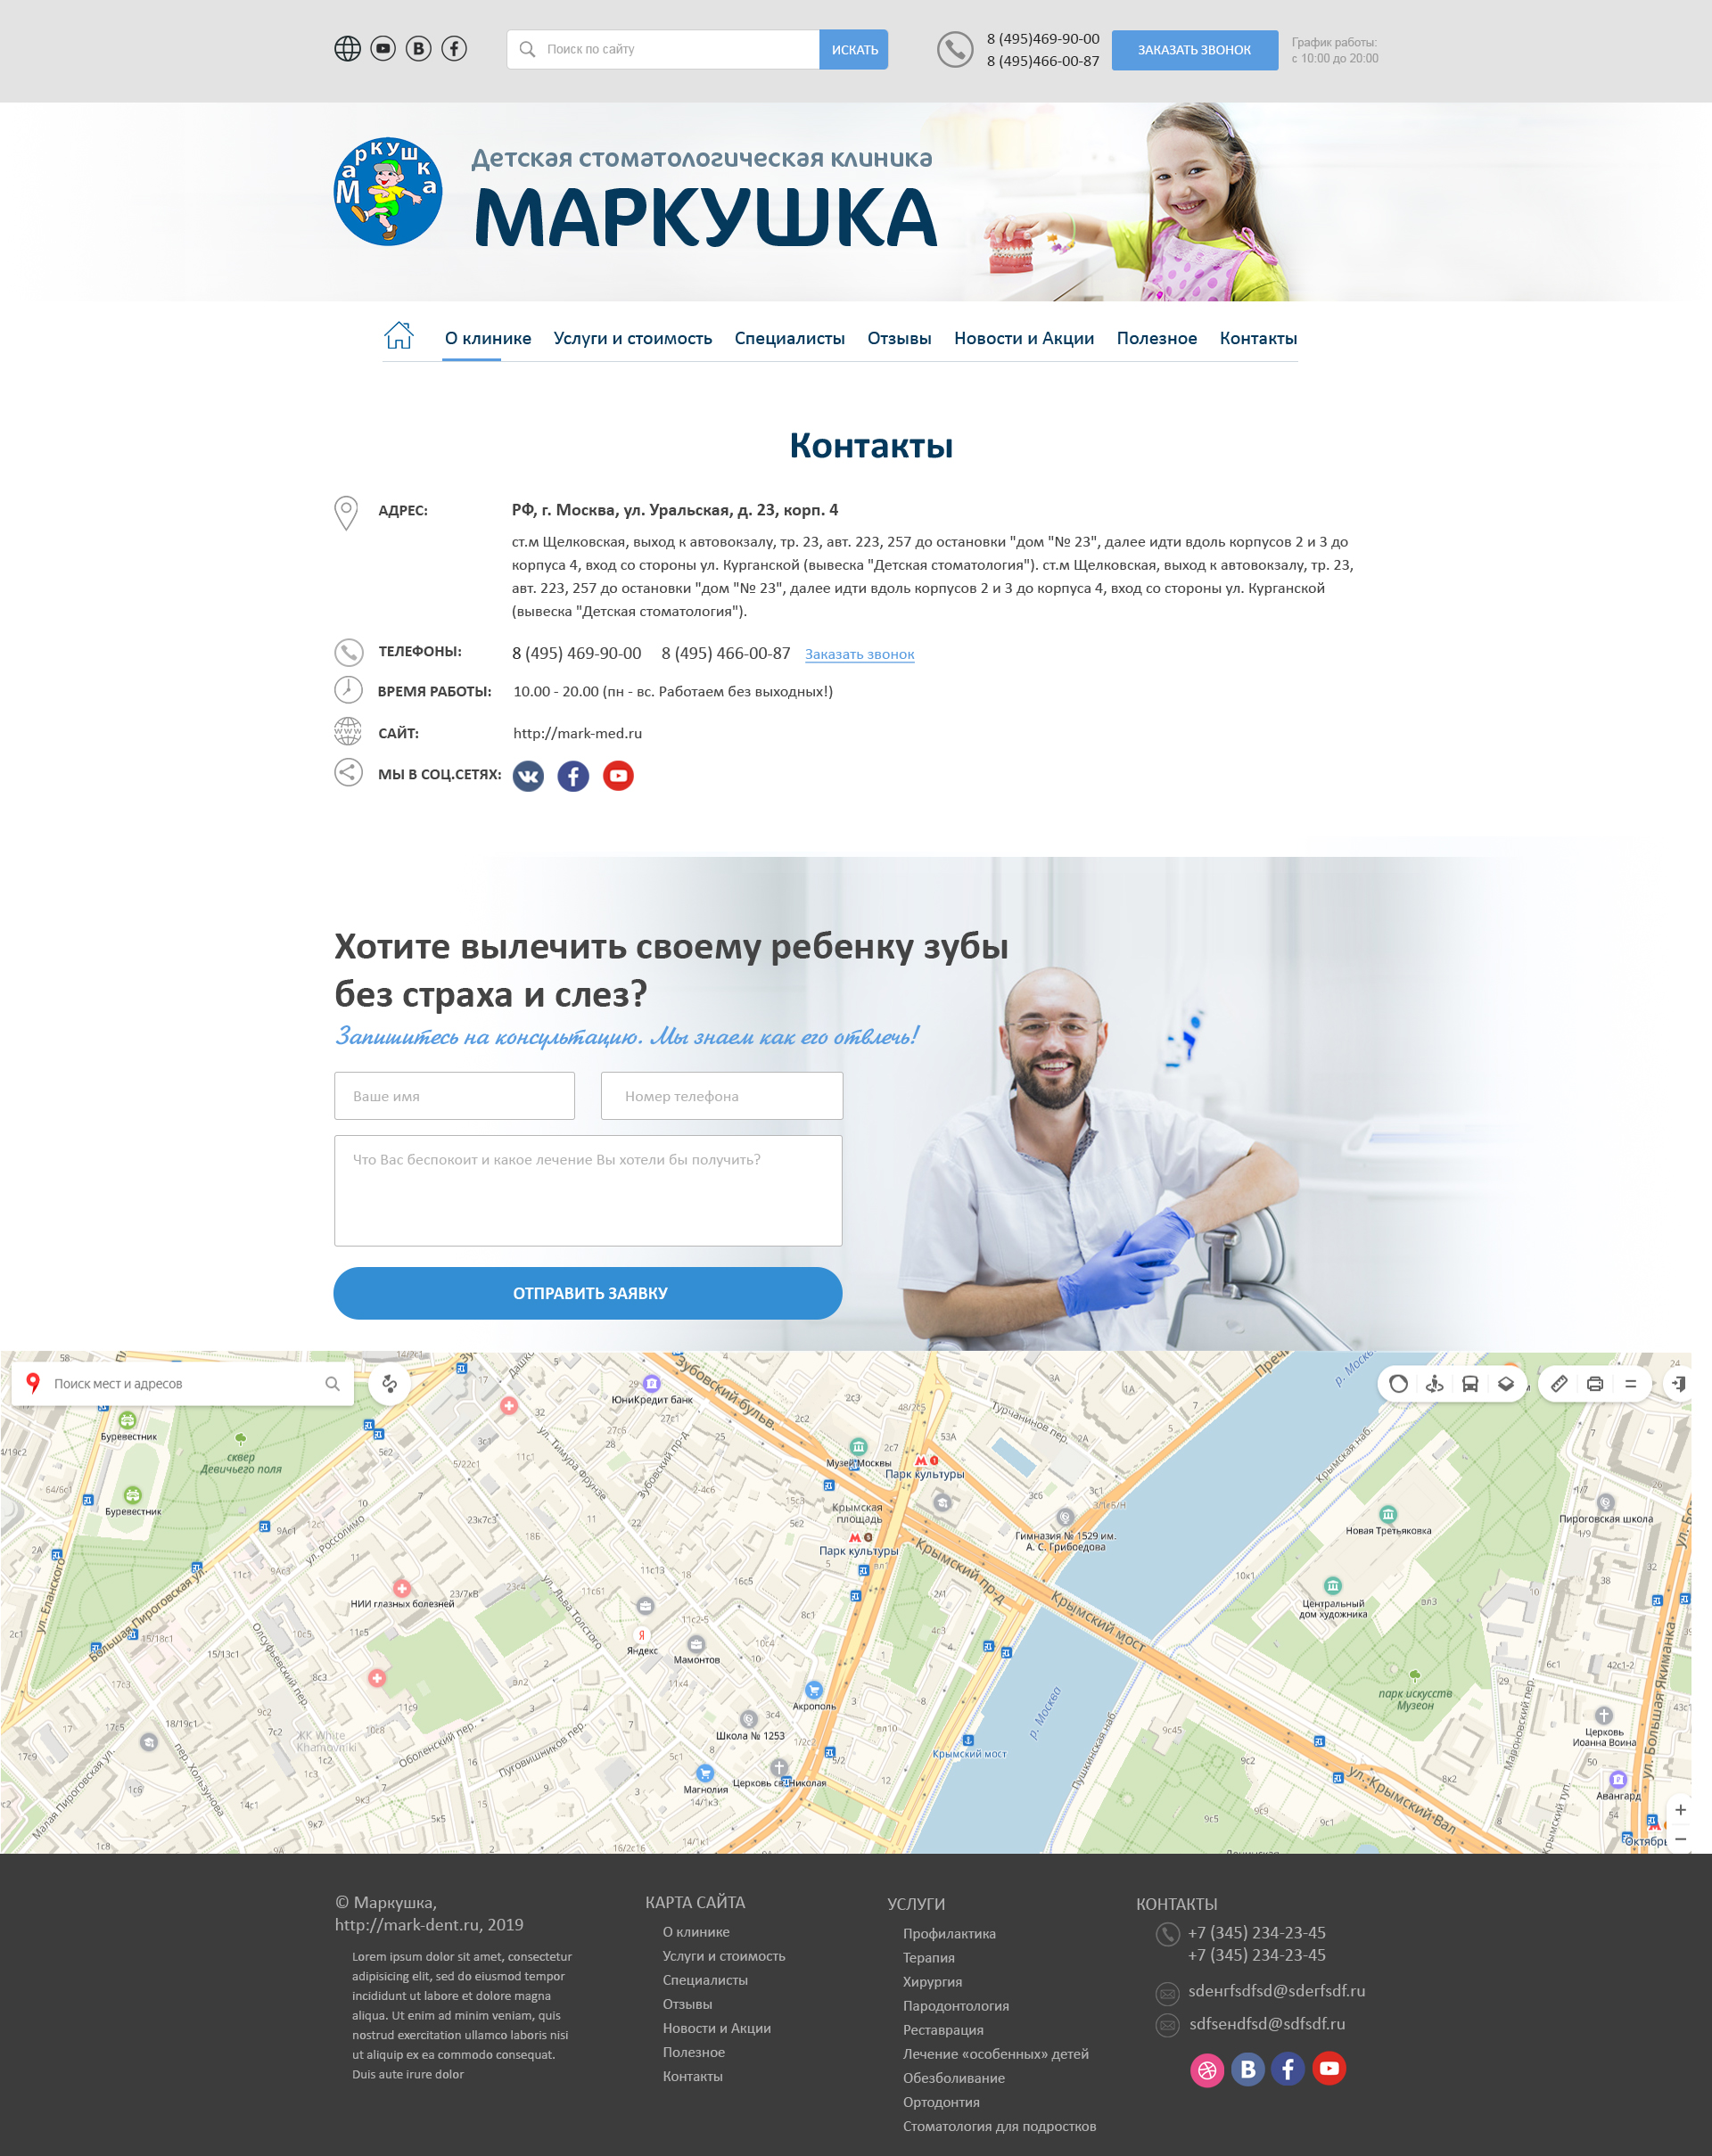 Поиск по сайту
ИСКАТЬ
8 (495)469-90-00
8 (495)466-00-87
ЗАКАЗАТЬ ЗВОНОК
График работы:
с 10:00 до 20:00
Маркушка
Детская стоматологическая клиника
МАРКУШКА
О клинике Услуги и стоимость Специалисты Отзывы Новости и Акции Полезное Контакты
Контакты
АДРЕС:
РФ, г. Москва, ул. Уральская, д. 23, корп. 4
ст.м Щелковская, выход к автовокзалу, тр. 23, авт. 223, 257 до остановки "дом "№ 23", далее идти вдоль корпусов 2 и 3 до
корпуса 4, вход со стороны ул. Курганской (вывеска "Детская стоматология"). ст.м Щелковская, выход к автовокзалу, тр. 23,
авт. 223, 257 до остановки "дом "№ 23", далее идти вдоль корпусов 2 и 3 до корпуса 4, вход со стороны ул. Курганской
(вывеска "Детская стоматология").
ТЕЛЕФОНЫ: 8 (495) 469-90-00 8 (495) 466-00-87 Заказать звонок
ВРЕМЯ РАБОТЫ: 10.00 - 20.00 (пн - вс. Работаем без выходных!)
САЙТ: http://mark-med.ru
МЫ В СОЦ.СЕТЯХ:
Хотите вылечить своему ребенку зубы
без страха и слез?
Запишитесь на консультацию. Мы знаем как его отвлечь!
Ваше имя
Номер телефона
Что Вас беспокоит и какое лечение Вы хотели бы получить?
ОТПРАВИТЬ ЗАЯВКУ
Поиск мест и адресов
ЮниКредит банк
Зубовский бульв.
Буревестник
сквер
Девичьего поля
Буревестник
ул. Тимура Фрунзе
Зубовский пр-д
Музей Москвы
Парк культуры
Турчанинов пер.
Крымская наб.
р. Москва
Крымская
площадь
Парк культуры
Гимназия № 1529 им.
А. С. Грибоедова
Новая Третьяковка
Пироговская школа
ул. Россолимо
ул. Еланского
Большая Пироговская ул.
НИИ глазных болезней
ул. Льва Толстого
Крымский пр-д
Крымский мост
Центральный
дом художника
Олсуфьевский пер.
Яндекс
Мамонтов
Акрополь
Школа № 1253
р. Москва
парк искусств
Музеон
Мароновский пер.
ул. Большая Якиманка
Церковь
Иоанна Воина
KK White
Khamovniki
Оболенский пер.
Пуговишников пер.
пер. Хользунова
Малая Пироговская ул.
Магнолия
Крымский мост
Пушкинская наб.
ул. Крымский Вал
Авангард
© Маркушка,
http://mark-dent.ru, 2019
Lorem ipsum dolor sit amet, consectetur
adipisicing elit, sed do eiusmod tempor
incididunt ut labore et dolore magna
aliqua. Ut enim ad minim veniam, quis
nostrud exercitation ullamco laboris nisi
ut aliquip ex ea commodo consequat.
Duis aute irure dolor
КАРТА САЙТА
О клинике
Услуги и стоимость
Специалисты
Отзывы
Новости и Акции
Полезное
Контакты
УСЛУГИ
Профилактика
Терапия
Хирургия
Пародонтология
Реставрация
Лечение «особенных» детей
Обезболивание
Ортодонтия
Стоматология для подростков
КОНТАКТЫ
+7 (345) 234-23-45
+7 (345) 234-23-45
sdенгfsdfsd@sderfsdf.ru
sdfsенdfsd@sdfsdf.ru